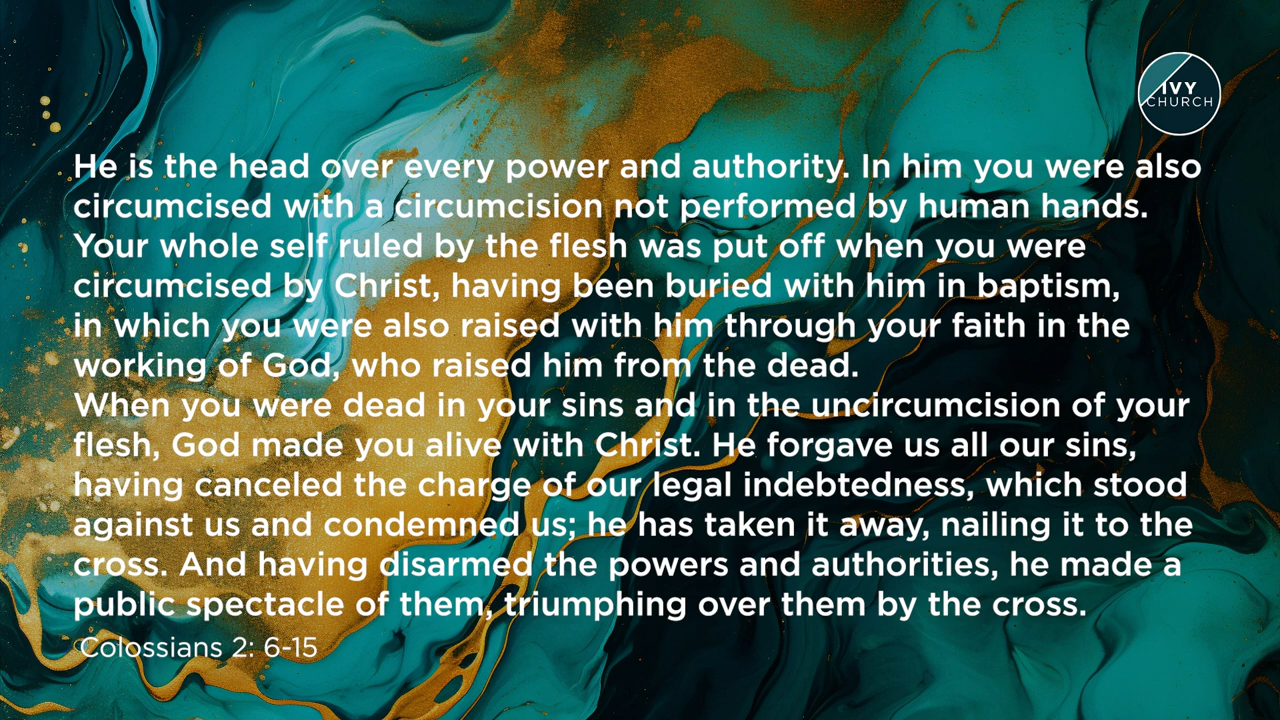 IVY
CHURCH
He is the head over every power and authority. In him you were also
circumcised with a circumcision not performed by human hands.
Your whole self ruled by the flesh was put off when you were
circumcised by Christ, having been buried with him in baptism,
in which you were also raised with him through your faith in the
working of God, who raised him from the dead.
When you were dead in your sins and in the uncircumcision of your
flesh, God made you alive with Christ. He forgave us all our sins,
having canceled the charge of our legal indebtedness, which stood
against us and condemned us; he has taken it away, nailing it to the
cross. And having disarmed the powers and authorities, he made a
public spectacle of them, triumphing over them by the cross.
Colossians 2: 6-15